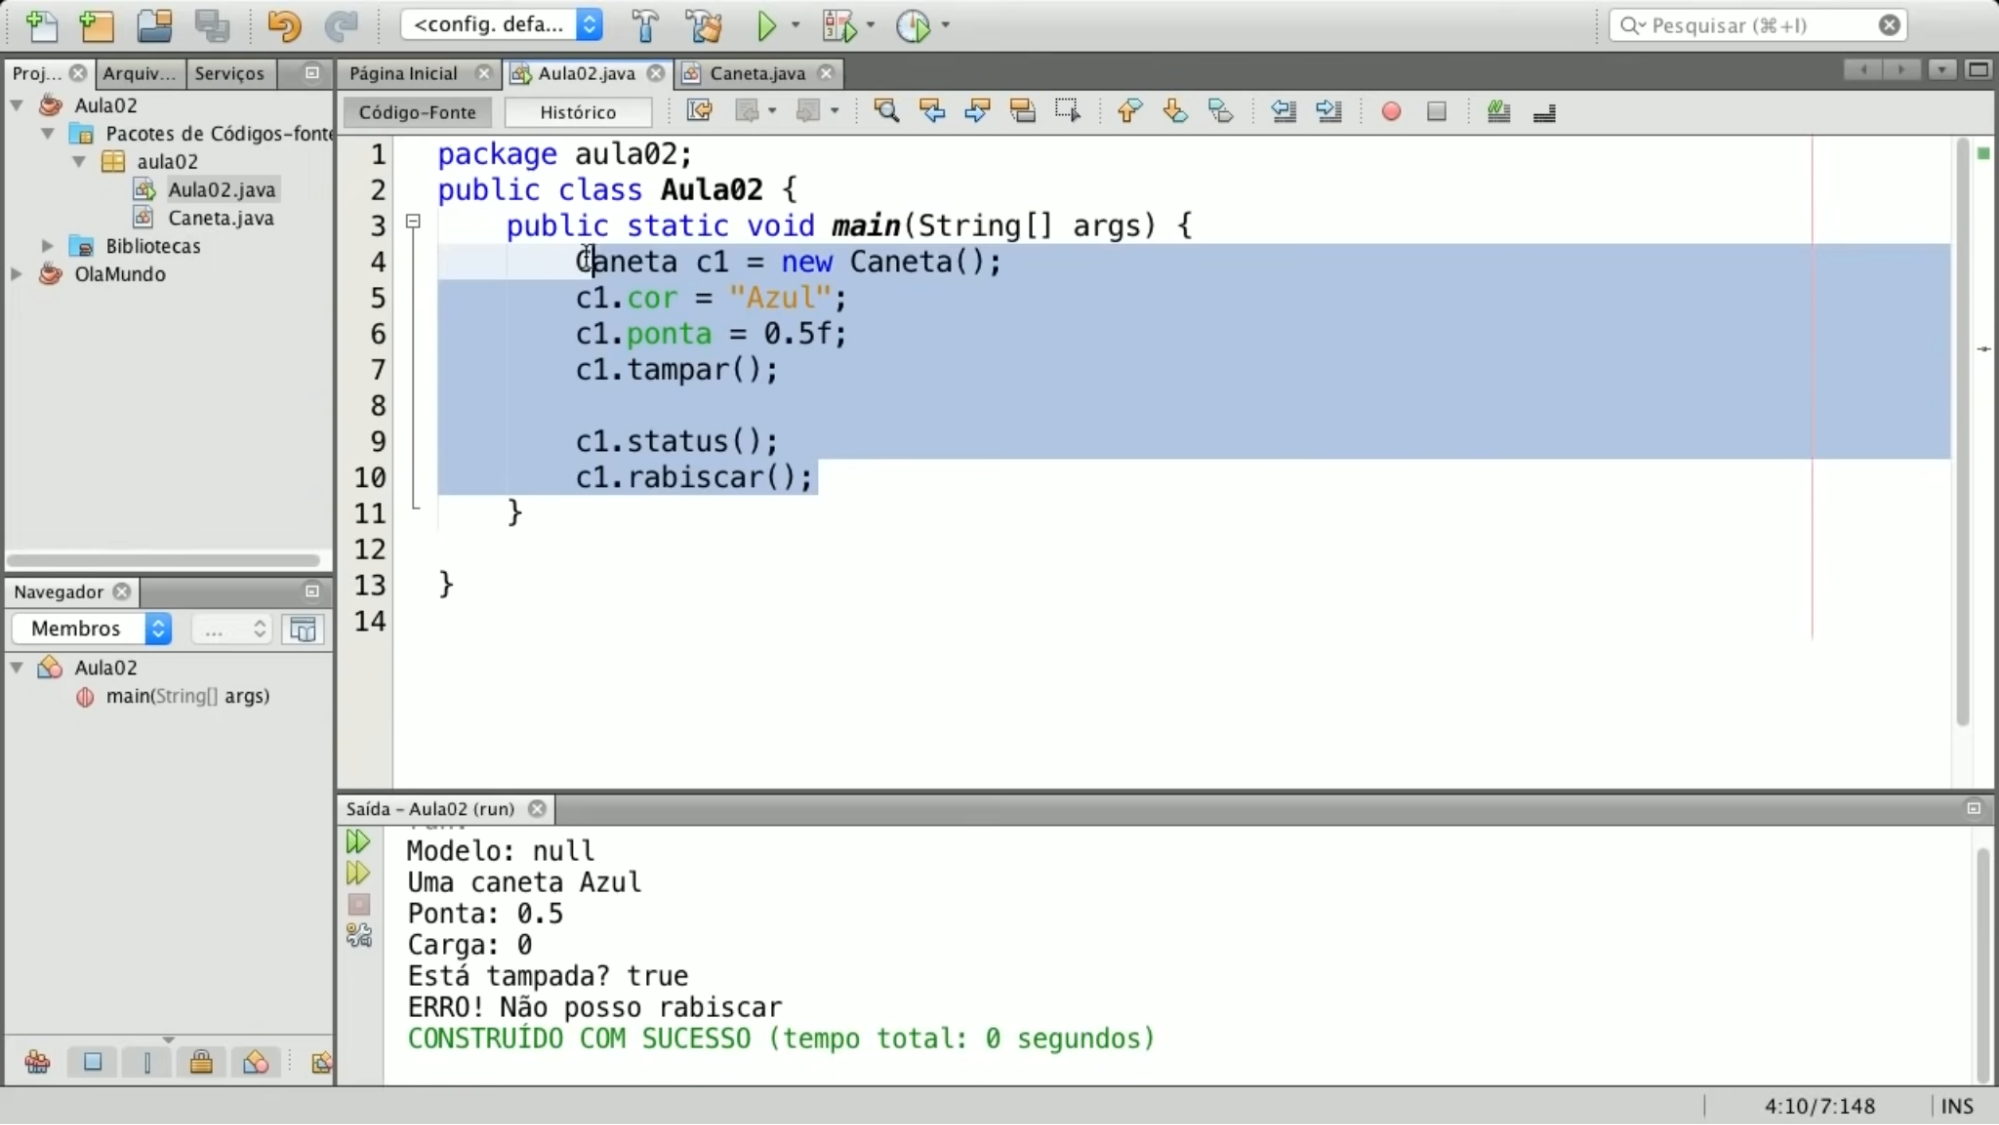 <config. defa...
Pesquisar (⌘+I)
Proj... Arquiv... Serviços
Página Inicial Aula02.java Caneta.java
Código-Fonte Histórico
Aula02
Pacotes de Códigos-fonte
aula02
Aula02.java
Caneta.java
Bibliotecas
OlaMundo
1 package aula02;
2 public class Aula02 {
3 public static void main(String[] args) {
4 Caneta c1 = new Caneta();
5 c1.cor = "Azul";
6 c1.ponta = 0.5f;
7 c1.tampar();
8
9 c1.status();
10 c1.rabiscar();
11 }
12
13 }
14
Navegador
Membros ...
Aula02
main(String[] args)
Saída – Aula02 (run)
run:
Modelo: null
Uma caneta Azul
Ponta: 0.5
Carga: 0
Está tampada? true
ERRO! Não posso rabiscar
CONSTRUÍDO COM SUCESSO (tempo total: 0 segundos)
4:10/7:148 INS